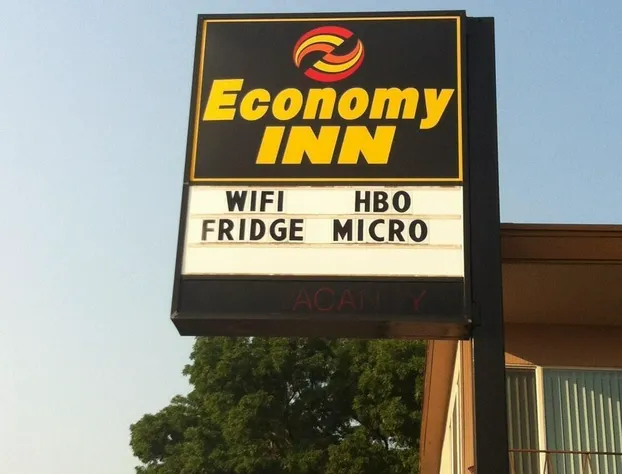 Economy
INN
WIFI HBO
FRIDGE MICRO